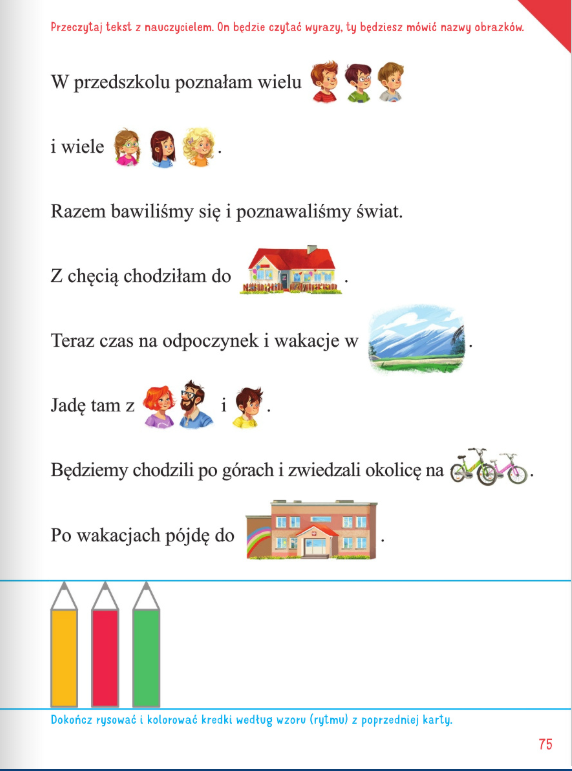 Przeczytaj tekst z nauczycielem. On będzie czytać wyrazy, ty będziesz mówić nazwy obrazków.
W przedszkolu poznałam wielu
i wiele .
Razem bawiliśmy się i poznawaliśmy świat.
Z chęcią chodziłam do .
Teraz czas na odpoczynek i wakacje w .
Jadę tam z i .
Będziemy chodzili po górach i zwiedzali okolicę na .
Po wakacjach pójdę do .
Dokończ rysować i kolorować kredki według wzoru (rytmu) z poprzedniej karty.
75